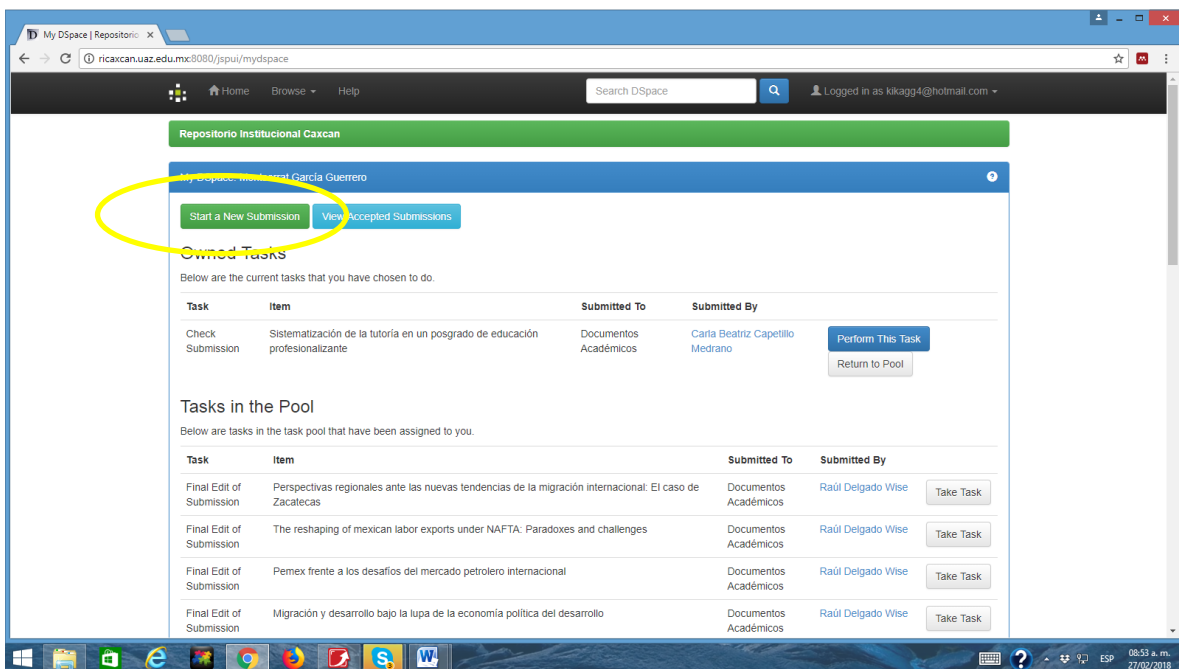 My DSpace | Repositorio
ricaxcan.uaz.edu.mx:8080/jspui/mydspace
Home Browse Help Search DSpace Logged in as kikagg4@hotmail.com
Repositorio Institucional Caxcan
My DSpace: Montserrat García Guerrero
Start a New Submission View Accepted Submissions
Owned Tasks
Below are the current tasks that you have chosen to do.
Task Item Submitted To Submitted By
Check Sistematización de la tutoría en un posgrado de educación Documentos Carla Beatriz Capetillo Perform This Task
Submission profesionalizante Académicos Medrano
Return to Pool
Tasks in the Pool
Below are tasks in the task pool that have been assigned to you.
Task Item Submitted To Submitted By
Final Edit of Perspectivas regionales ante las nuevas tendencias de la migración internacional: El caso de Documentos Raúl Delgado Wise Take Task
Submission Zacatecas Académicos
Final Edit of The reshaping of mexican labor exports under NAFTA: Paradoxes and challenges Documentos Raúl Delgado Wise Take Task
Submission Académicos
Final Edit of Pemex frente a los desafíos del mercado petrolero internacional Documentos Raúl Delgado Wise Take Task
Submission Académicos
Final Edit of Migración y desarrollo bajo la lupa de la economía política del desarrollo Documentos Raúl Delgado Wise Take Task
Submission Académicos
ESP 08:53 a. m.
27/02/2018